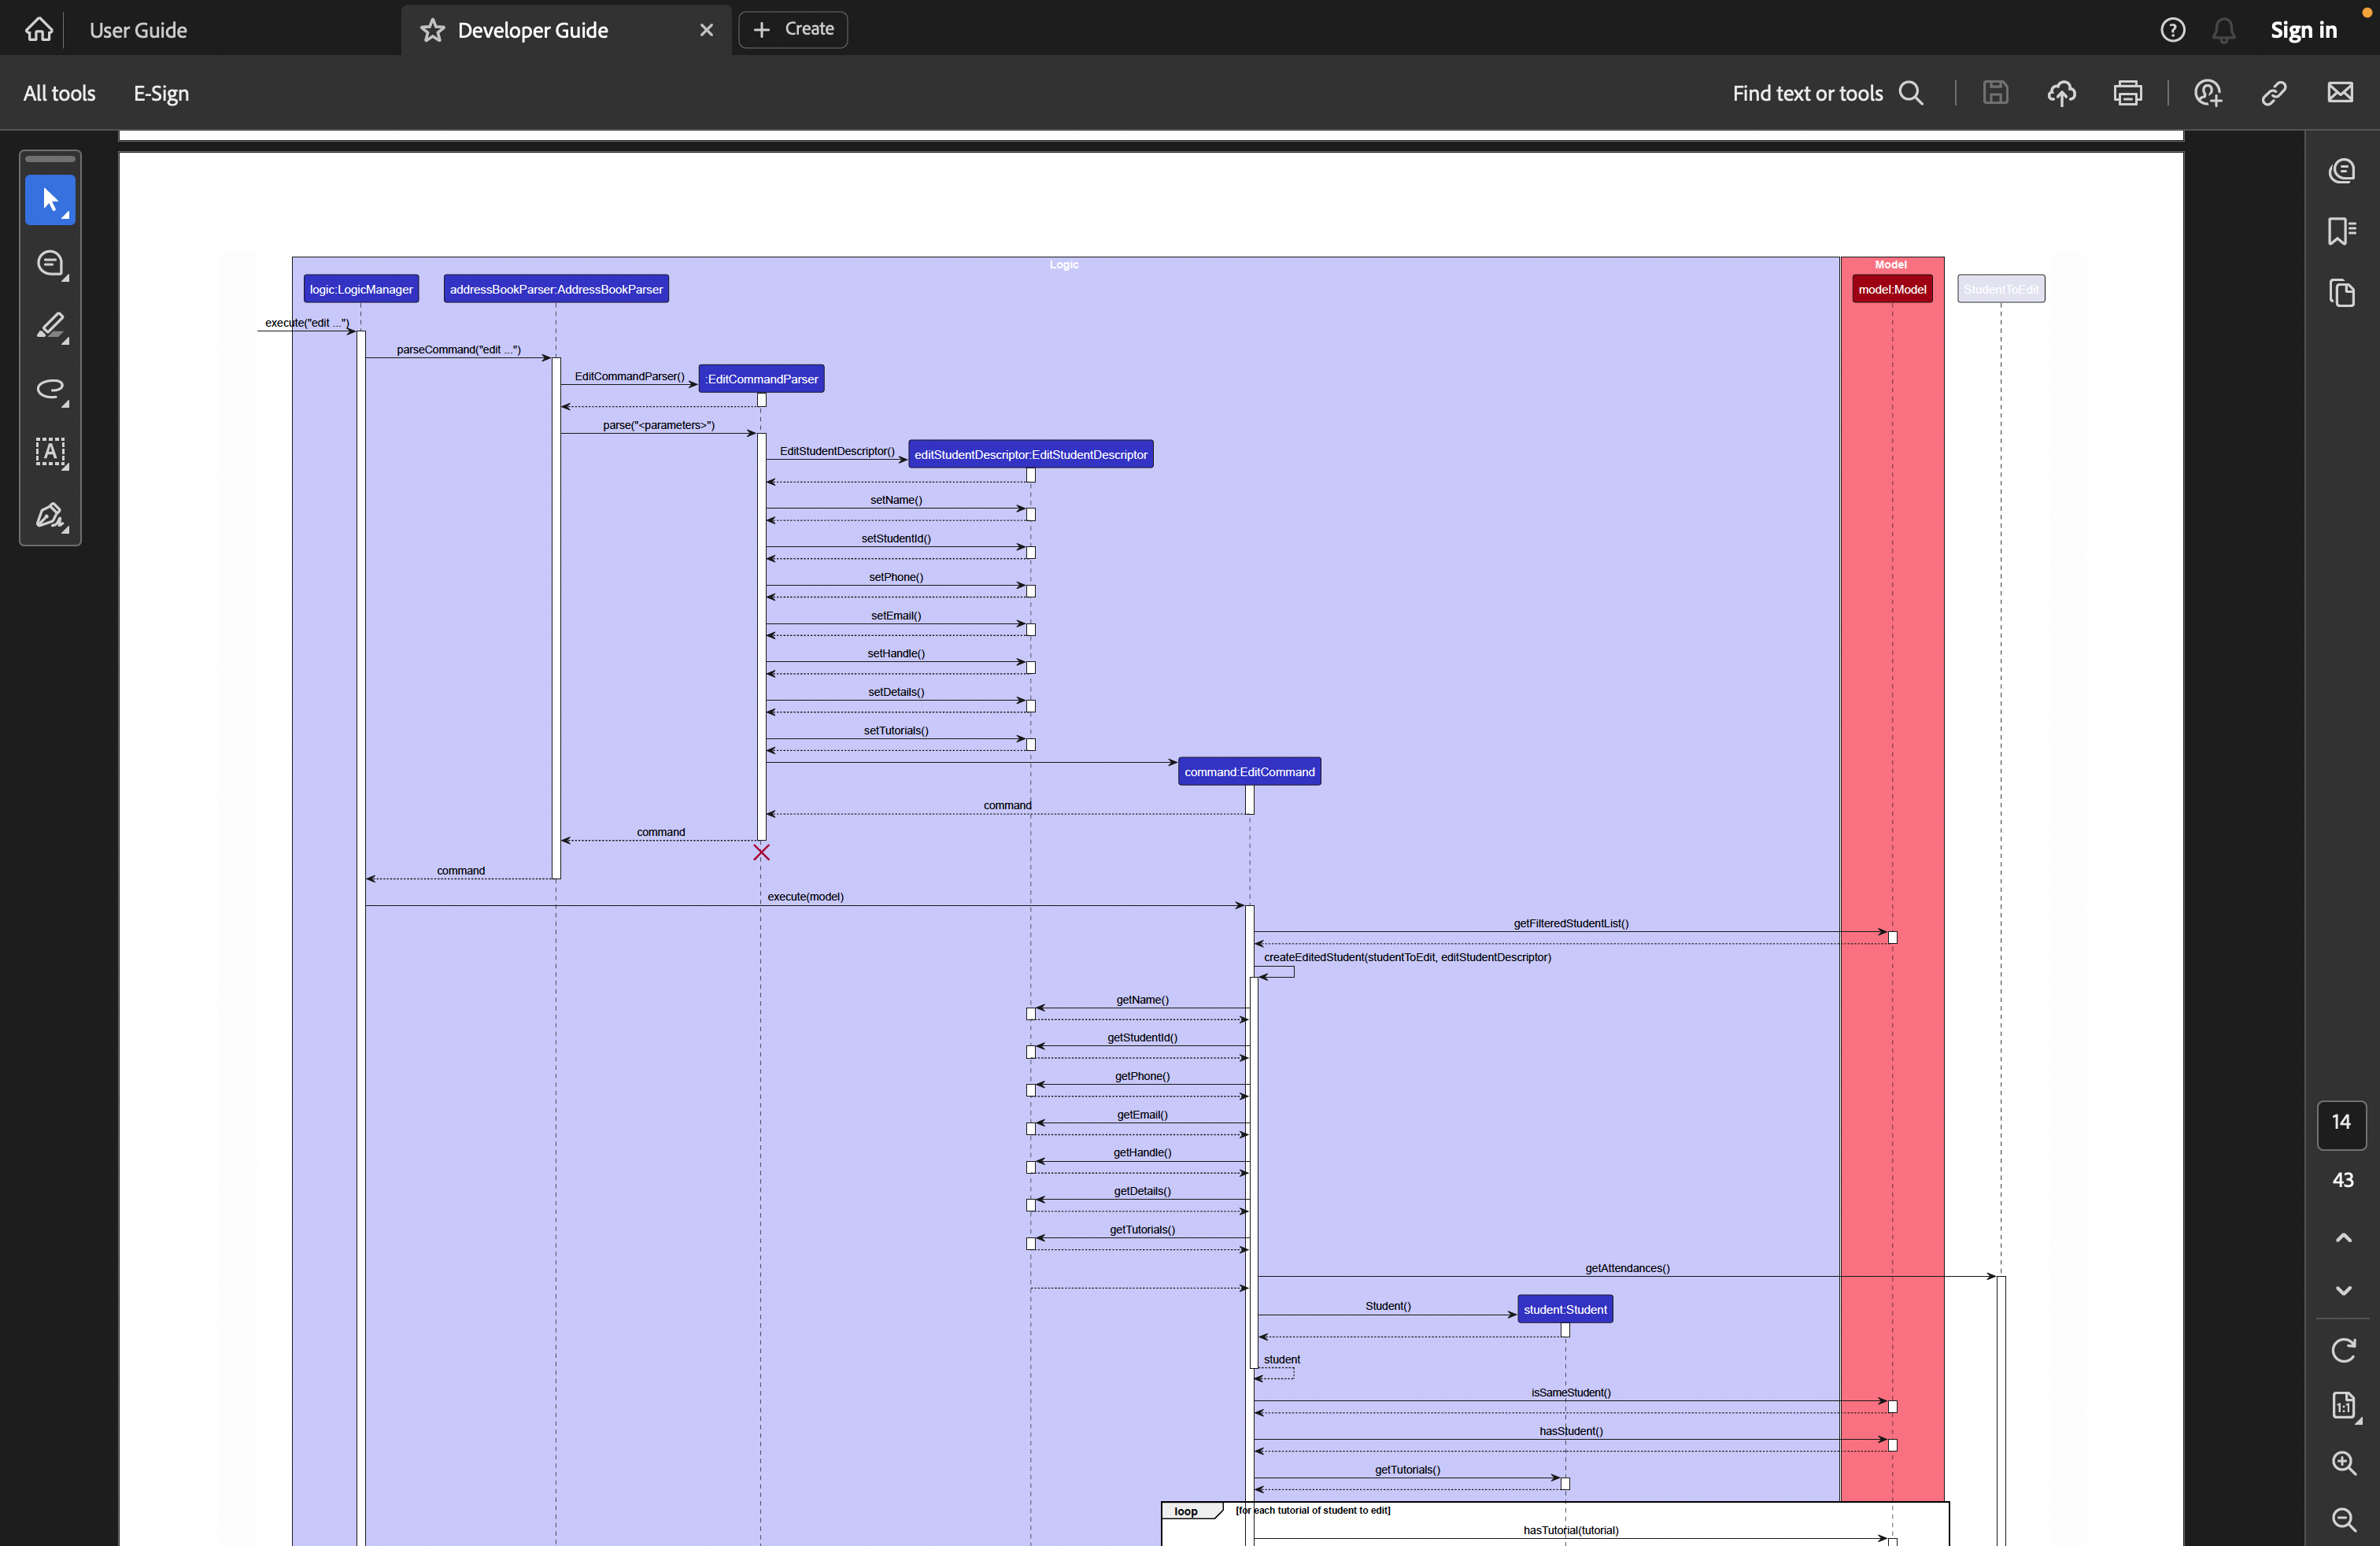 User Guide
Developer Guide
Create
Sign in
All tools
E-Sign
Find text or tools
Logic
Model
logic:LogicManager
addressBookParser:AddressBookParser
model:Model
StudentToEdit
execute("edit ...")
parseCommand("edit ...")
EditCommandParser()
:EditCommandParser
parse("<parameters>")
EditStudentDescriptor()
editStudentDescriptor:EditStudentDescriptor
setName()
setStudentId()
setPhone()
setEmail()
setHandle()
setDetails()
setTutorials()
command:EditCommand
command
command
command
execute(model)
getFilteredStudentList()
createEditedStudent(studentToEdit, editStudentDescriptor)
getName()
getStudentId()
getPhone()
getEmail()
getHandle()
getDetails()
getTutorials()
getAttendances()
Student()
student:Student
student
isSameStudent()
hasStudent()
getTutorials()
loop
[for each tutorial of student to edit]
hasTutorial(tutorial)
14
43
1:1
A